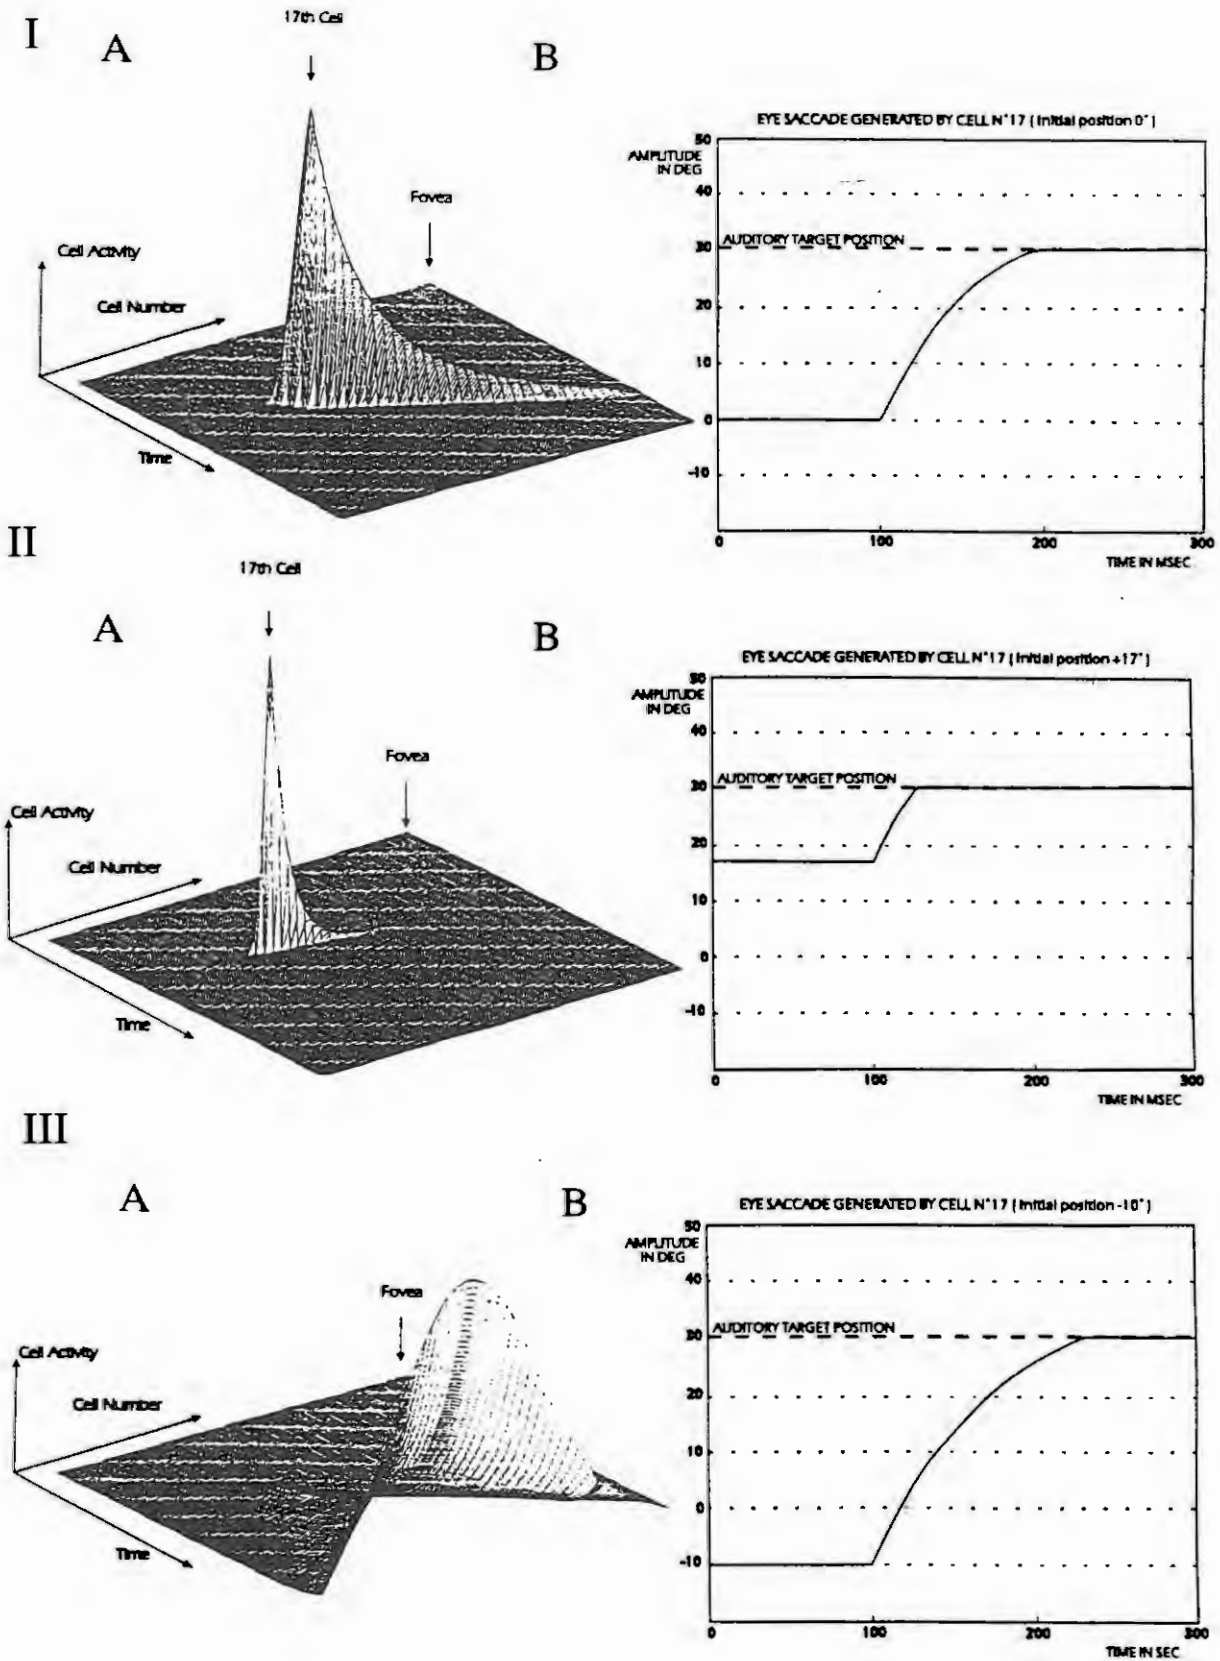 I
A
17th Cell
Fovea
Cell Activity
Cell Number
Time
B
EYE SACCADE GENERATED BY CELL N°17 ( Initial position 0° )
AMPLITUDE
IN DEG
50
40
AUDITORY TARGET POSITION
30
20
10
0
-10
0
100
200
300
TIME IN MSEC
II
A
17th Cell
Fovea
Cell Activity
Cell Number
Time
B
EYE SACCADE GENERATED BY CELL N°17 ( Initial position +17° )
AMPLITUDE
IN DEG
50
40
AUDITORY TARGET POSITION
30
20
10
0
-10
0
100
200
300
TIME IN MSEC
III
A
Fovea
Cell Activity
Cell Number
Time
B
EYE SACCADE GENERATED BY CELL N°17 ( Initial position -10° )
AMPLITUDE
IN DEG
50
40
AUDITORY TARGET POSITION
30
20
10
0
-10
0
100
200
300
TIME IN SEC